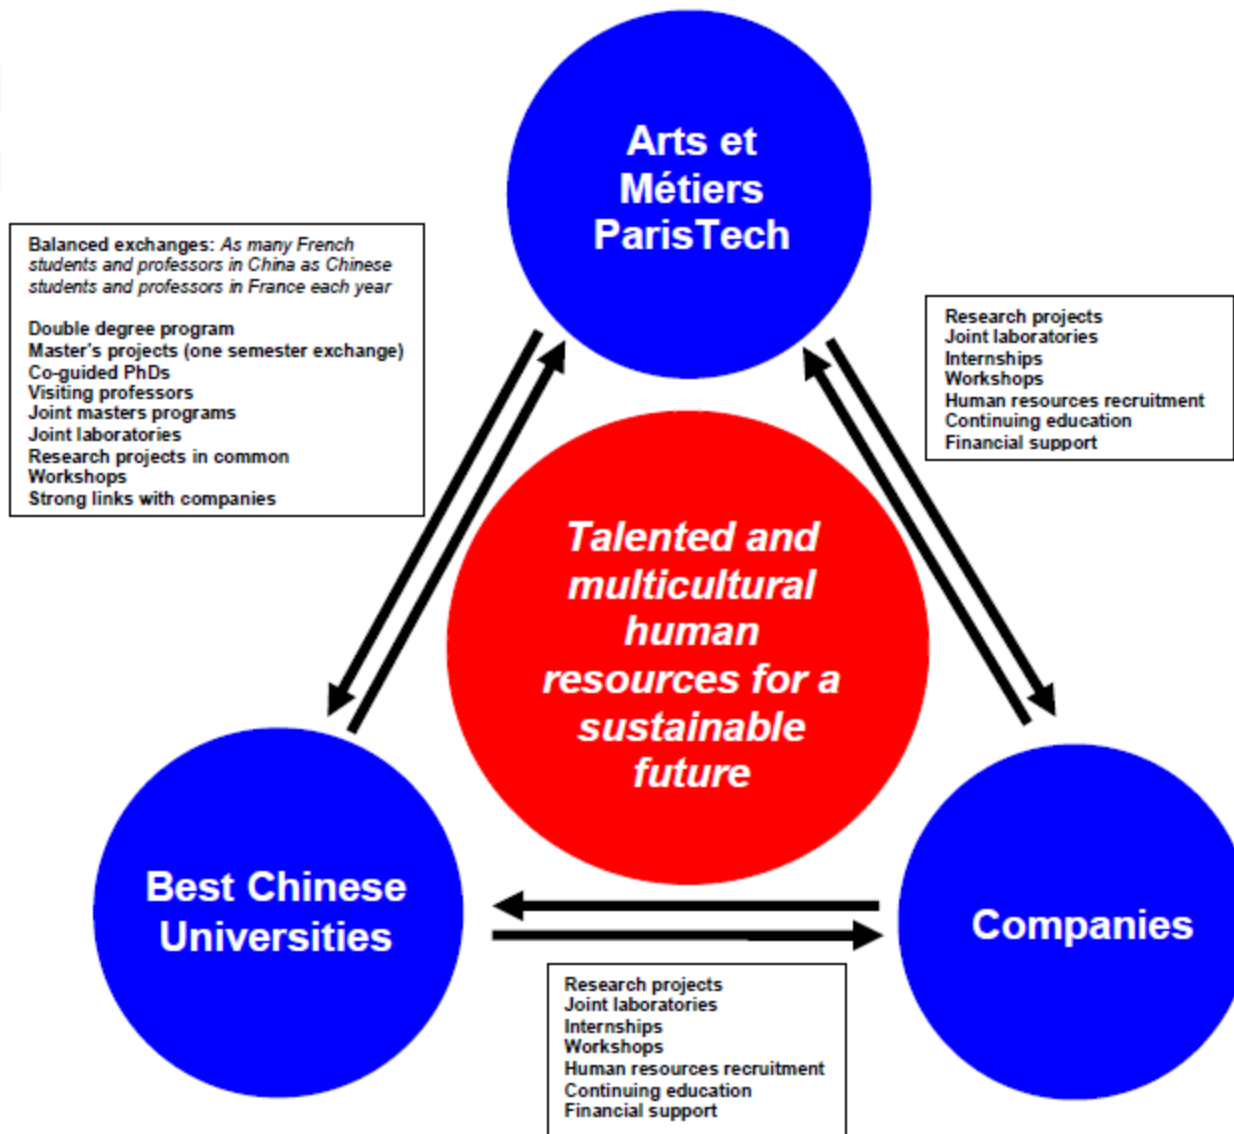 Arts et
Métiers
ParisTech
Balanced exchanges: As many French
students and professors in China as Chinese
students and professors in France each year
Double degree program
Master's projects (one semester exchange)
Co-guided PhDs
Visiting professors
Joint masters programs
Joint laboratories
Research projects in common
Workshops
Strong links with companies
Research projects
Joint laboratories
Internships
Workshops
Human resources recruitment
Continuing education
Financial support
Talented and
multicultural
human
resources for a
sustainable
future
Best Chinese
Universities
Companies
Research projects
Joint laboratories
Internships
Workshops
Human resources recruitment
Continuing education
Financial support